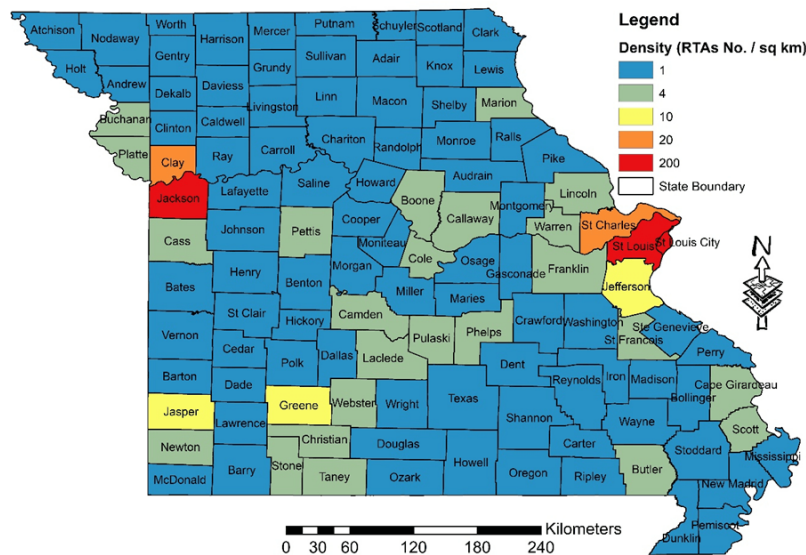 Legend
Density (RTAs No. / sq km)
1
4
10
20
200
State Boundary
N
Atchison
Nodaway
Worth
Harrison
Mercer
Putnam
Schuyler
Scotland
Clark
Holt
Gentry
Sullivan
Adair
Knox
Lewis
Andrew
Dekalb
Daviess
Grundy
Linn
Macon
Shelby
Marion
Buchanan
Clinton
Caldwell
Livingston
Chariton
Randolph
Monroe
Ralls
Platte
Clay
Ray
Carroll
Pike
Jackson
Lafayette
Saline
Howard
Boone
Audrain
Callaway
Montgomery
Lincoln
Warren
St Charles
St Louis
St Louis City
Cass
Johnson
Pettis
Cooper
Moniteau
Cole
Osage
Gasconade
Franklin
Jefferson
Bates
Henry
Benton
Morgan
Miller
Maries
Camden
Pulaski
Phelps
Crawford
Washington
St Francois
Ste Genevieve
Perry
Vernon
St Clair
Hickory
Cedar
Polk
Dallas
Laclede
Dent
Reynolds
Iron
Madison
Bollinger
Cape Girardeau
Barton
Dade
Jasper
Greene
Webster
Wright
Texas
Shannon
Wayne
Scott
Lawrence
Newton
Christian
Douglas
Carter
Stoddard
Mississippi
McDonald
Barry
Stone
Taney
Ozark
Howell
Oregon
Ripley
Butler
New Madrid
Pemiscot
Dunklin
Kilometers
0 30 60 120 180 240